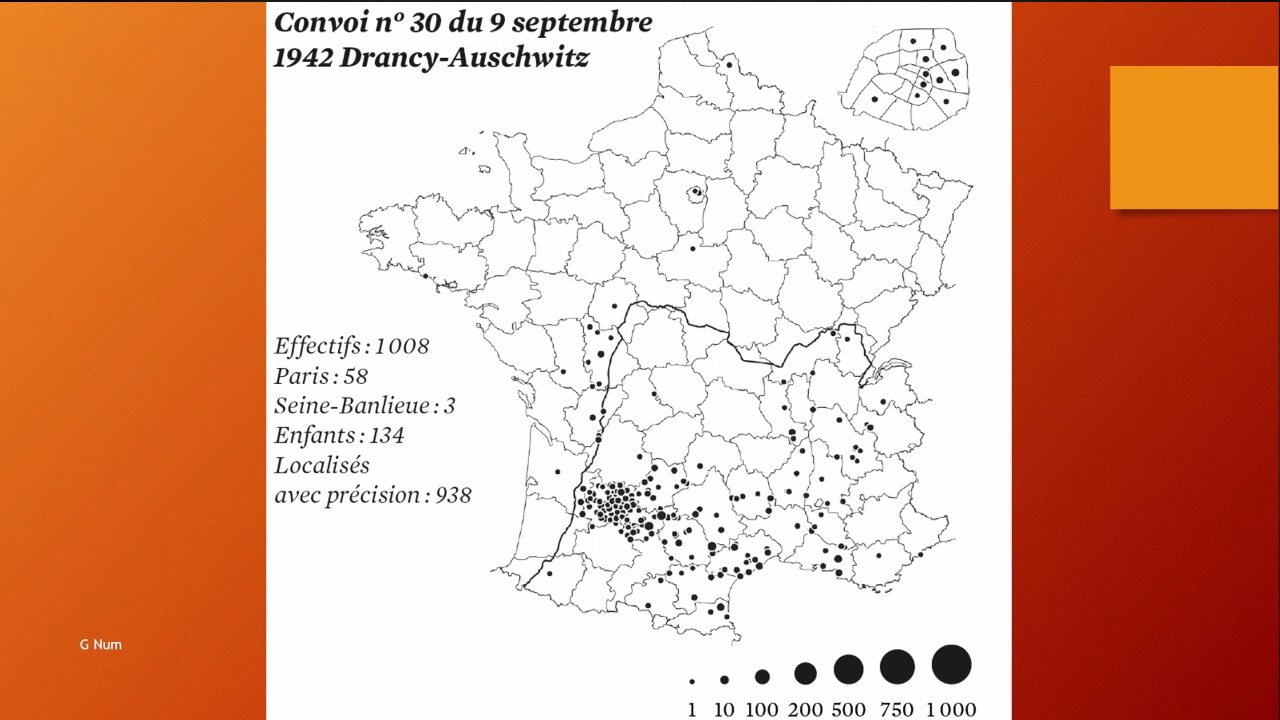 Convoi nº 30 du 9 septembre
1942 Drancy-Auschwitz
Effectifs : 1 008
Paris : 58
Seine-Banlieue : 3
Enfants : 134
Localisés
avec précision : 938
G Num
1 10 100 200 500 750 1 000